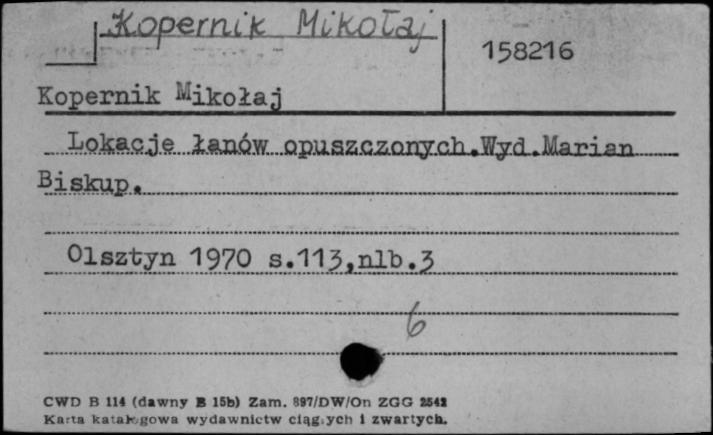 Kopernik Mikołaj
158216
Kopernik Mikołaj
Lokacje łanów opuszczonych.Wyd.Marian
Biskup.
Olsztyn 1970 s.113,nlb.3
6
CWD B 114 (dawny B 15b) Zam. 897/DW/On ZGG 2542
Karta katalogowa wydawnictw ciągłych i zwartych.